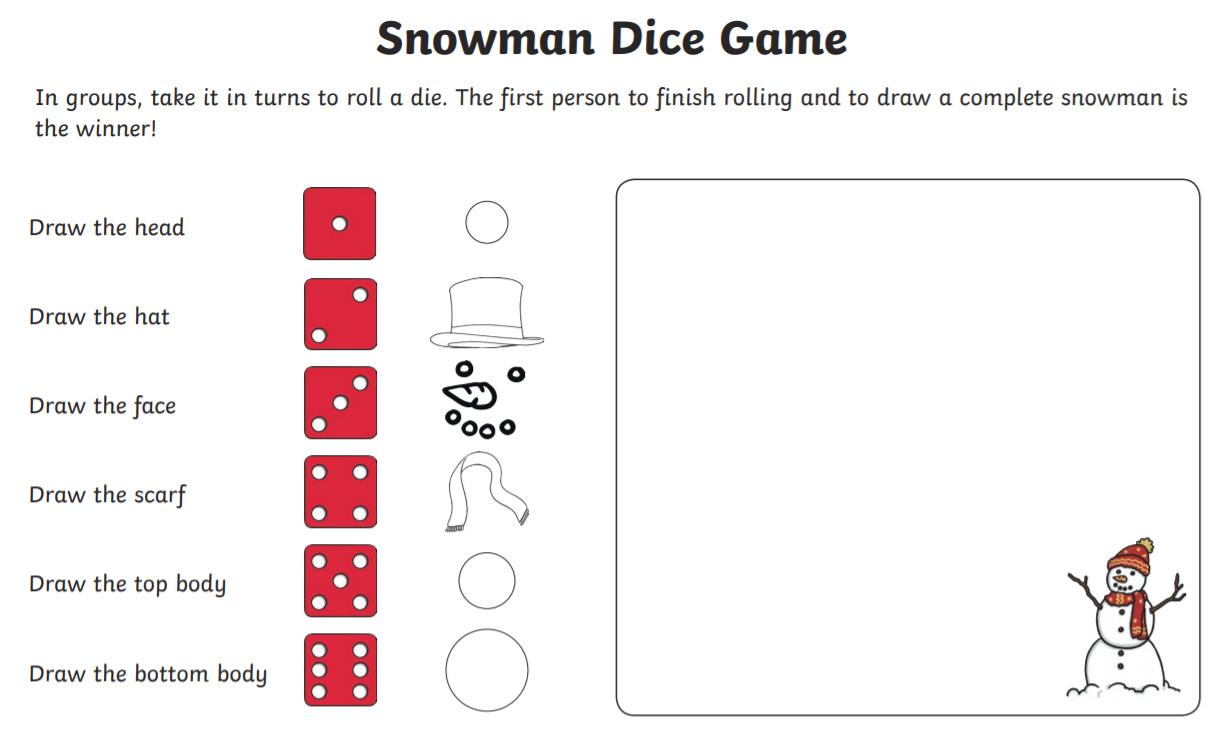 Snowman Dice Game
In groups, take it in turns to roll a die. The first person to finish rolling and to draw a complete snowman is
the winner!
Draw the head
Draw the hat
Draw the face
Draw the scarf
Draw the top body
Draw the bottom body